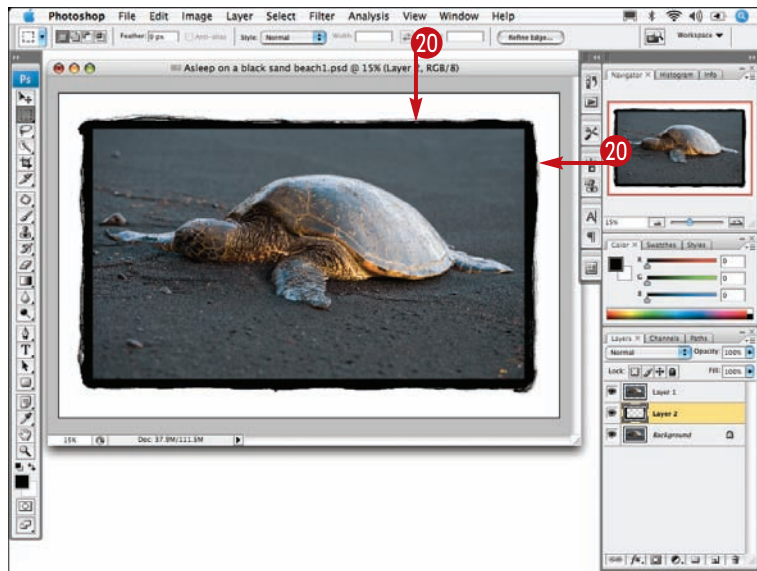 Photoshop File Edit Image Layer Select Filter Analysis View Window Help
Feather: 0 px Anti-alias Style: Normal Width: Refine Edge... Workspace
20
Asleep on a black sand beach1.psd @ 15% (Layer 2, RGB/8)
Ps
20
Navigator Histogram Info
15%
Color Swatches Styles
R 0
G 0
B 0
Layers Channels Paths
Normal Opacity: 100%
Lock: Fill: 100%
Layer 1
Layer 2
Background
15% Doc: 37.9M/111.5M